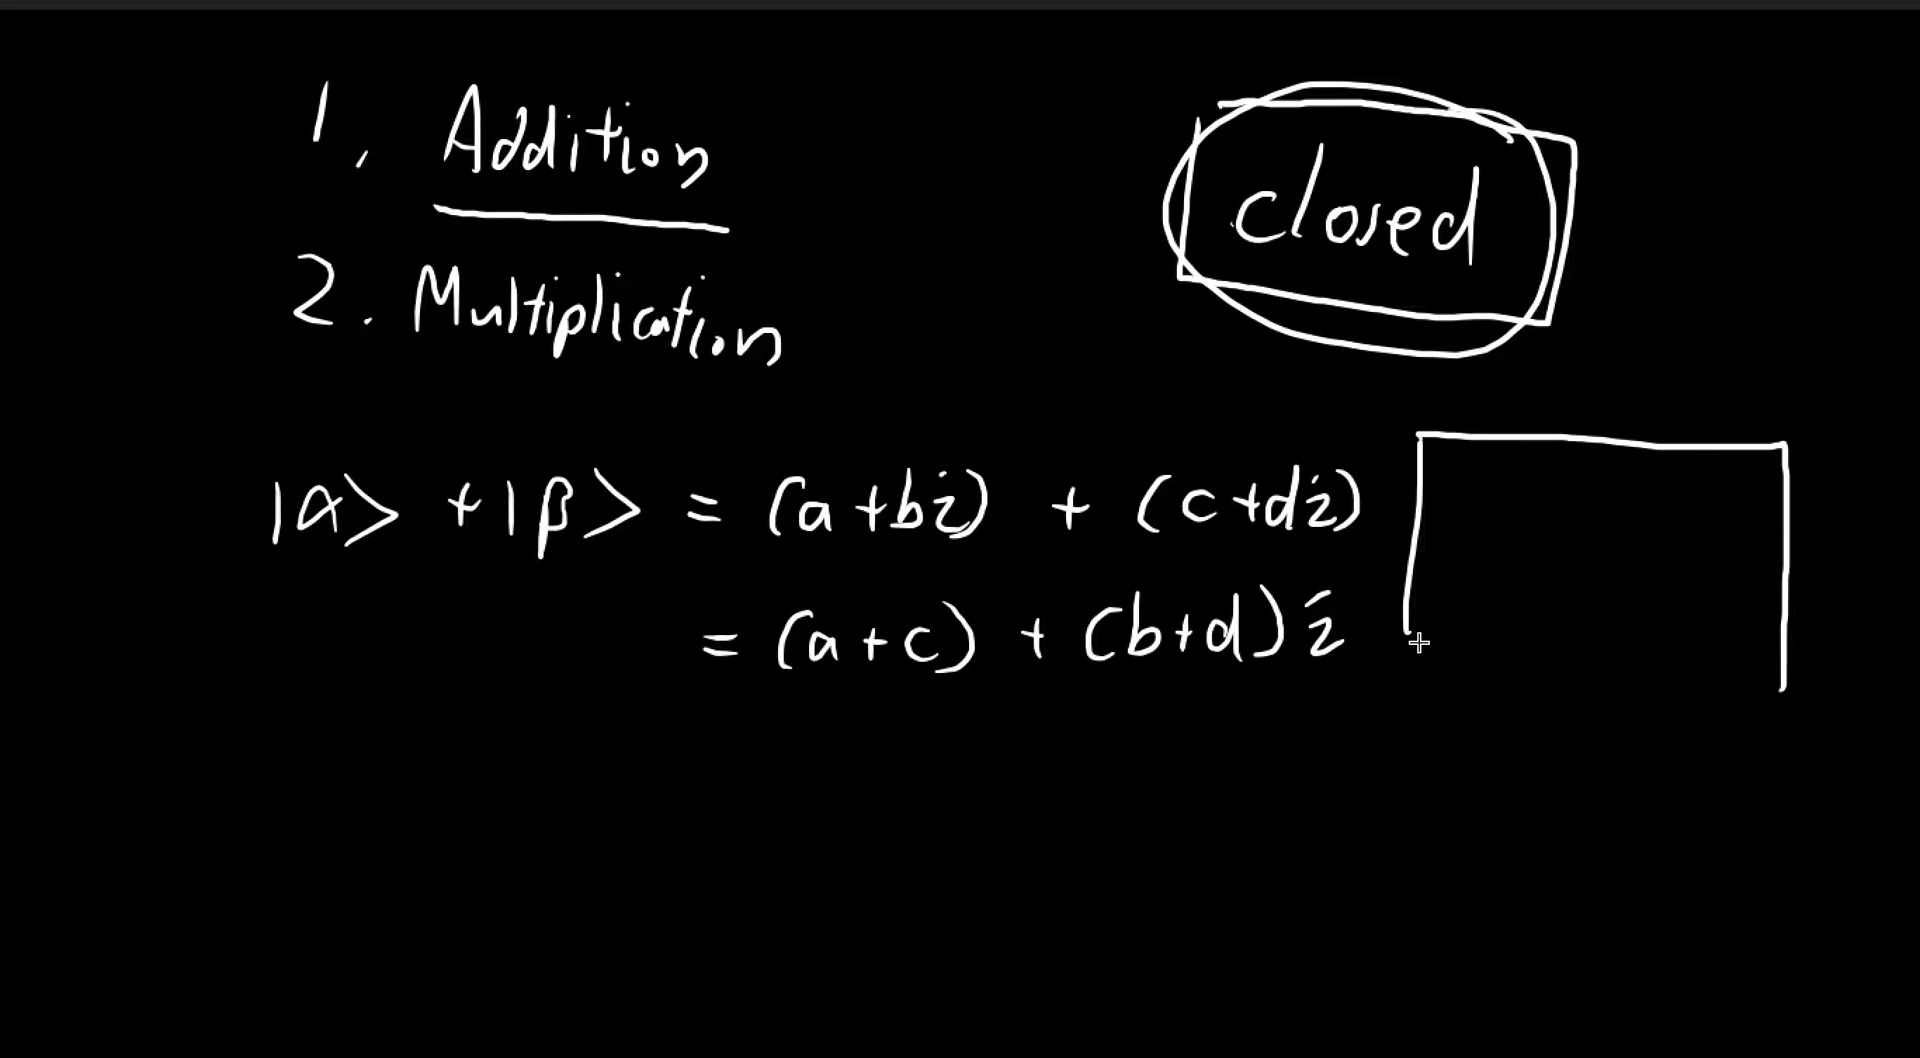 1. Addition
closed
2. Multiplication
|α> + |β> = (a+bi) + (c+di)
= (a+c) + (b+d)i